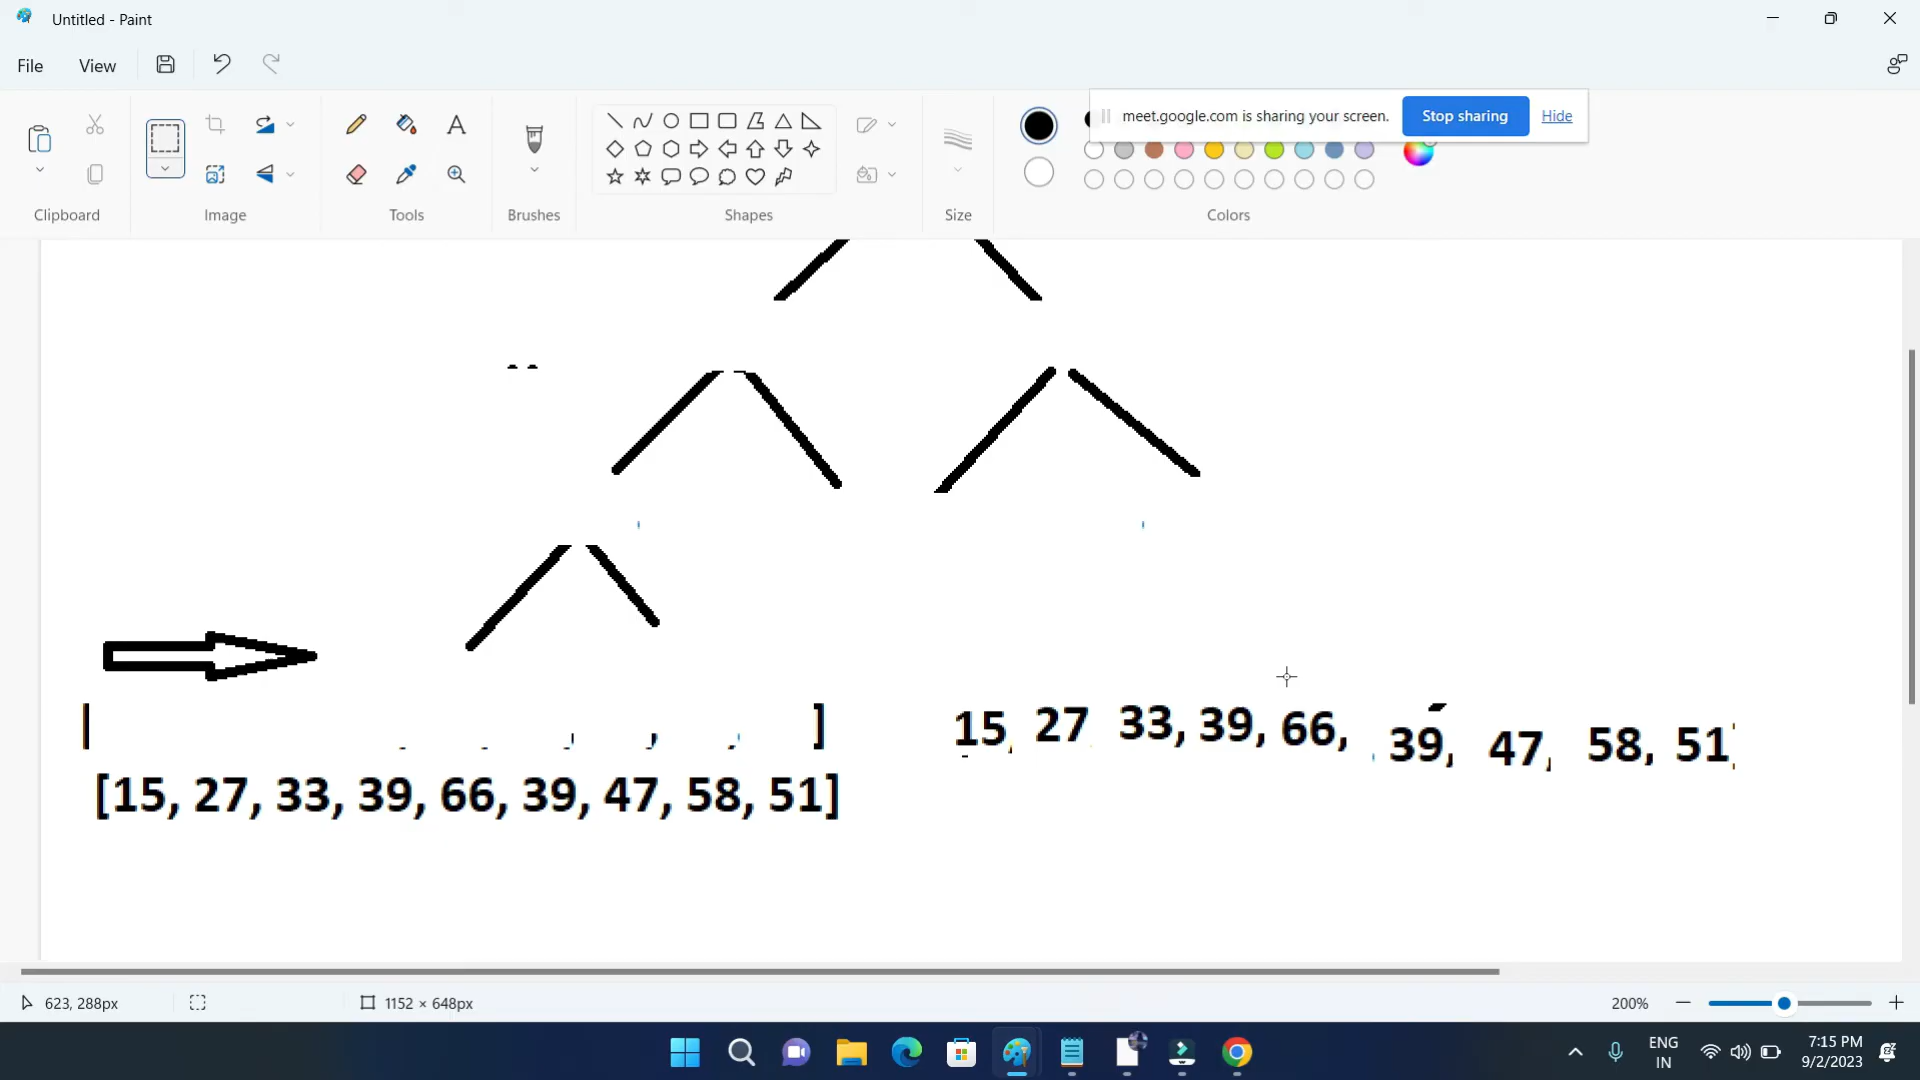 Untitled - Paint
File View
meet.google.com is sharing your screen. Stop sharing Hide
Clipboard Image Tools Brushes Shapes Size Colors
[ ] 15, 27 33, 39, 66, 39, 47, 58, 51
[15, 27, 33, 39, 66, 39, 47, 58, 51]
623, 288px 1152 × 648px 200%
ENG
IN
7:15 PM
9/2/2023